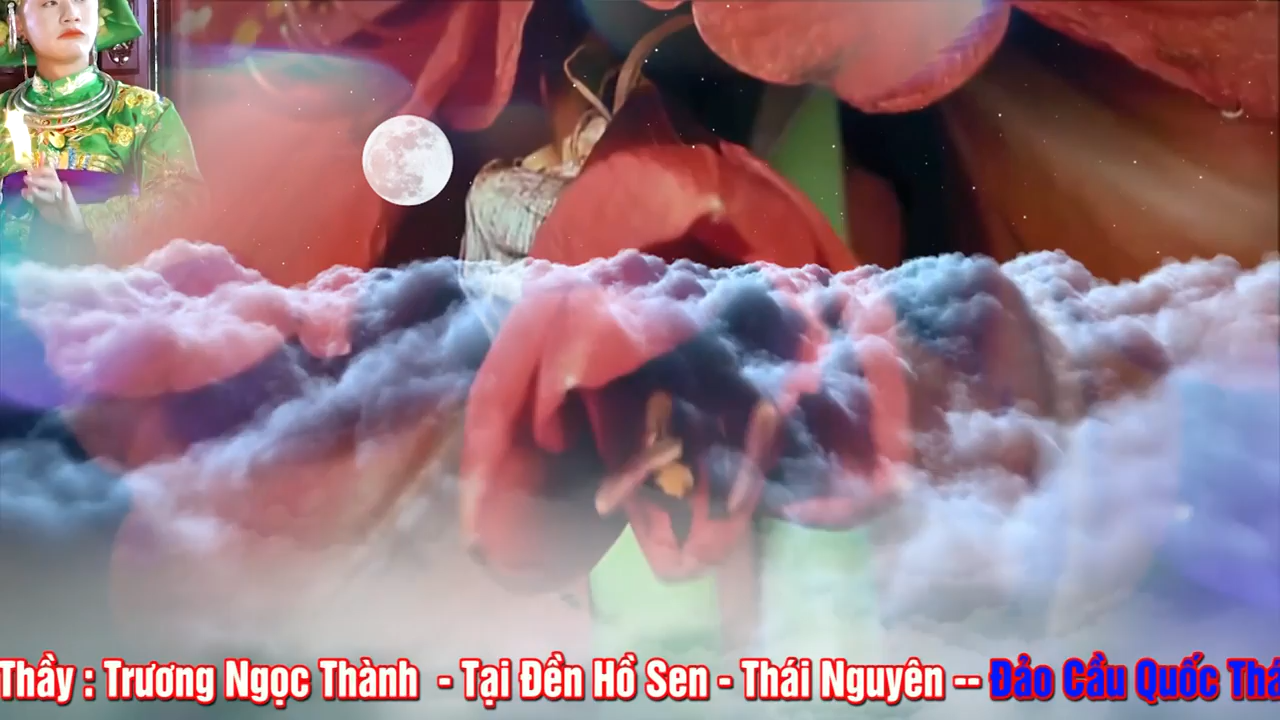 Thầy : Trương Ngọc Thành - Tại Đền Hồ Sen - Thái Nguyên -- Đảo Cầu Quốc